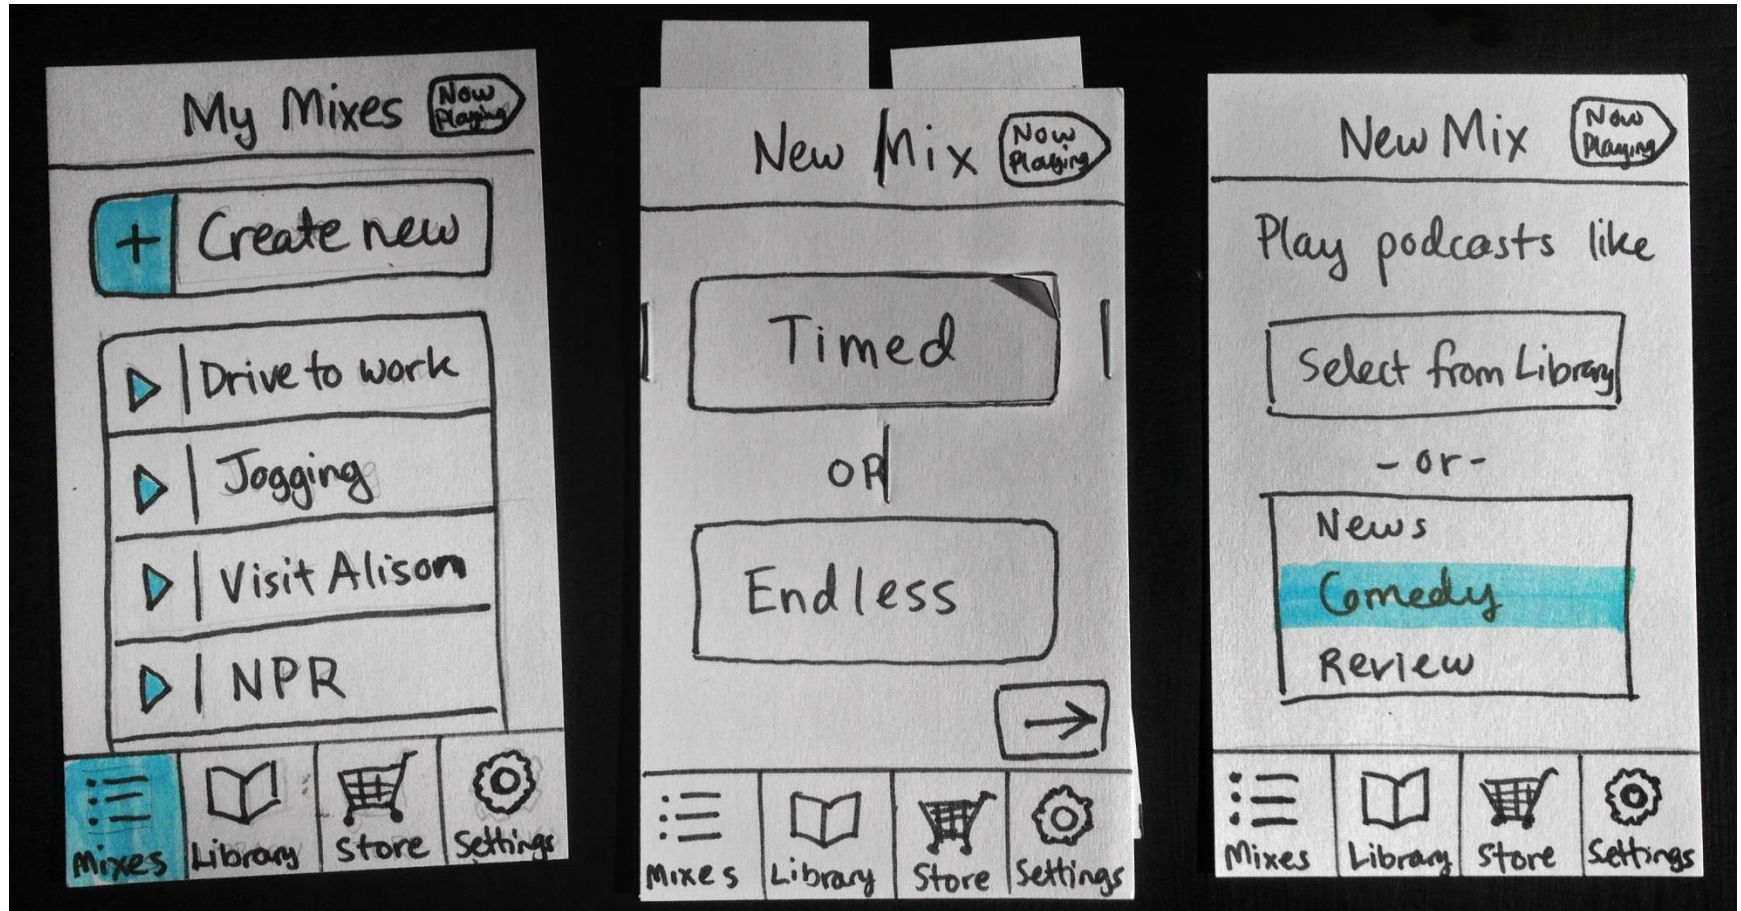 My Mixes
Now
Playing
+ Create new
Drive to work
Jogging
Visit Alison
NPR
Mixes Library Store Settings
New Mix
Now
Playing
Timed
OR
Endless
Mixes Library Store Settings
New Mix
Now
Playing
Play podcasts like
Select from Library
- or -
News
Comedy
Review
Mixes Library Store Settings